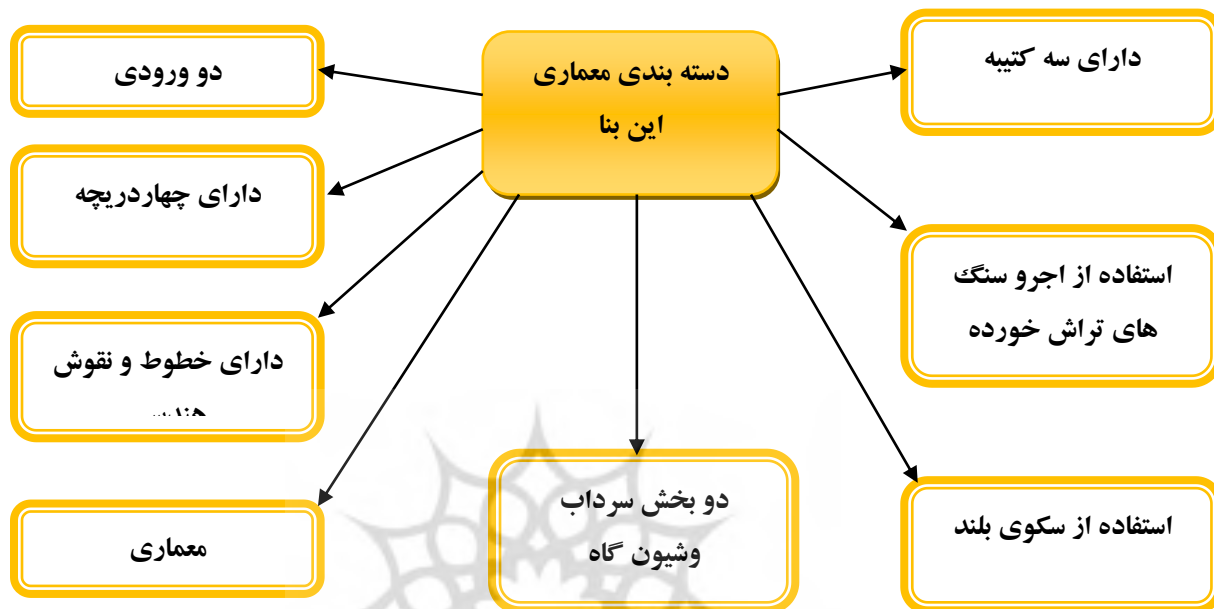 دسته بندی معماری
این بنا
دارای سه کتیبه
دو ورودی
دارای چهاردریچه
استفاده از اجرو سنگ
های تراش خورده
دارای خطوط و نقوش
استفاده از سکوی بلند
دو بخش سرداب
وشیون گاه
معماری